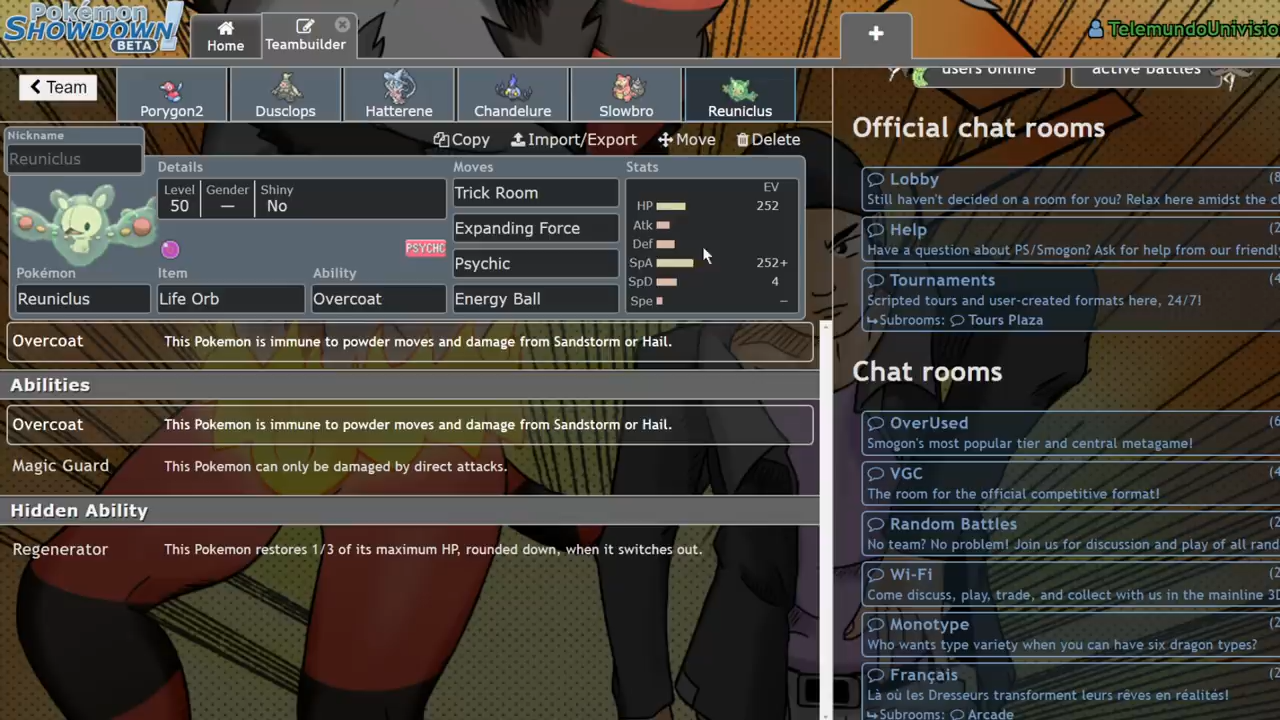 Pokémon
SHOWDOWN!
BETA
Home
Teambuilder
+
TelemundoUnivisio
Team
Porygon2
Dusclops
Hatterene
Chandelure
Slowbro
Reuniclus
users online
active battles
Nickname
Reuniclus
Copy
Import/Export
Move
Delete
Details
Moves
Stats
Level
50
Gender
—
Shiny
No
PSYCHC
Pokémon
Reuniclus
Item
Life Orb
Ability
Overcoat
Trick Room
Expanding Force
Psychic
Energy Ball
EV
HP 252
Atk
Def
SpA 252+
SpD 4
Spe –
Overcoat This Pokemon is immune to powder moves and damage from Sandstorm or Hail.
Abilities
Overcoat This Pokemon is immune to powder moves and damage from Sandstorm or Hail.
Magic Guard This Pokemon can only be damaged by direct attacks.
Hidden Ability
Regenerator This Pokemon restores 1/3 of its maximum HP, rounded down, when it switches out.
Official chat rooms
Lobby (8
Still haven't decided on a room for you? Relax here amidst the c
Help (2
Have a question about PS/Smogon? Ask for help from our friendly
Tournaments (4
Scripted tours and user-created formats here, 24/7!
↳Subrooms: Tours Plaza
Chat rooms
OverUsed (6
Smogon's most popular tier and central metagame!
VGC (4
The room for the official competitive format!
Random Battles (2
No team? No problem! Join us for discussion and play of all rand
Wi-Fi (2
Come discuss, play, trade, and collect with us in the mainline 3D
Monotype (2
Who wants type variety when you can have six dragon types?
Français (2
Là où les Dresseurs transforment leurs rêves en réalités!
↳Subrooms: Arcade